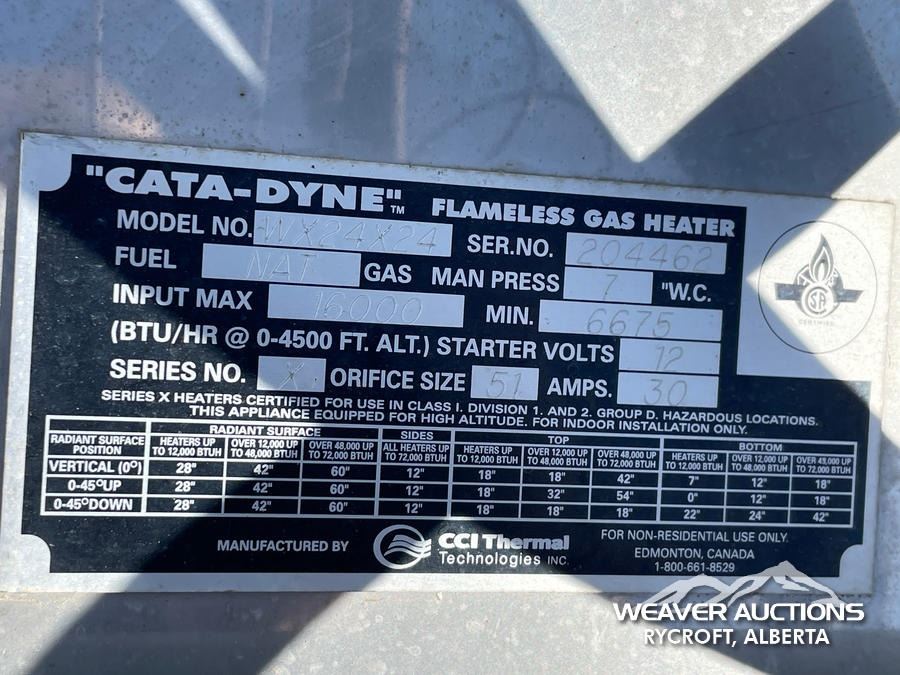 "CATA-DYNE"™ FLAMELESS GAS HEATER
MODEL NO. WX24X24 SER.NO. 204462
FUEL NAT GAS MAN PRESS 7 "W.C.
INPUT MAX 16000 MIN. 6675
(BTU/HR @ 0-4500 FT. ALT.) STARTER VOLTS 12
SERIES NO. X ORIFICE SIZE 51 AMPS. 30
SERIES X HEATERS CERTIFIED FOR USE IN CLASS I. DIVISION 1. AND 2. GROUP D. HAZARDOUS LOCATIONS.
THIS APPLIANCE EQUIPPED FOR HIGH ALTITUDE. FOR INDOOR INSTALLATION ONLY.
RADIANT SURFACE POSITION RADIANT SURFACE SIDES TOP BOTTOM
HEATERS UP TO 12,000 BTUH OVER 12,000 UP TO 48,000 BTUH OVER 48,000 UP TO 72,000 BTUH ALL HEATERS UP TO 72,000 BTUH HEATERS UP TO 12,000 BTUH OVER 12,000 UP TO 48,000 BTUH OVER 48,000 UP TO 72,000 BTUH HEATERS UP TO 12,000 BTUH OVER 12,000 UP TO 48,000 BTUH OVER 48,000 UP TO 72,000 BTUH
VERTICAL (0°) 28" 42" 60" 12" 18" 18" 42" 7" 12" 18"
0-45°UP 28" 42" 60" 12" 18" 32" 54" 0" 12" 18"
0-45°DOWN 28" 42" 60" 12" 18" 18" 18" 22" 24" 42"
MANUFACTURED BY CCI Thermal Technologies INC.
FOR NON-RESIDENTIAL USE ONLY.
EDMONTON, CANADA
1-800-661-8529
SA
CERTIFIED
WEAVER AUCTIONS
RYCROFT, ALBERTA